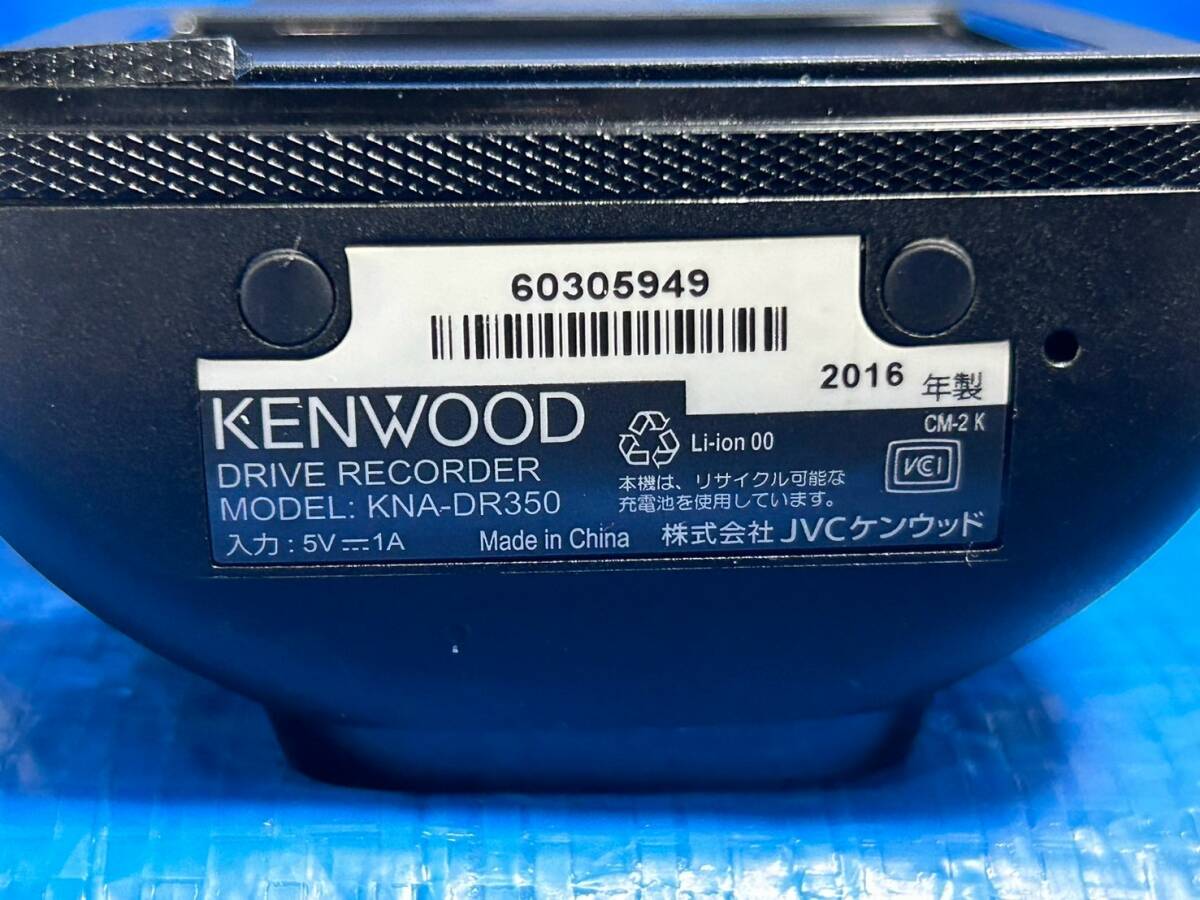 60305949
2016 年製
CM-2 K
KENWOOD
Li-ion 00
VCCI
DRIVE RECORDER
本機は、リサイクル可能な
MODEL: KNA-DR350
充電池を使用しています。
入力 : 5V⎓1A Made in China 株式会社 JVCケンウッド